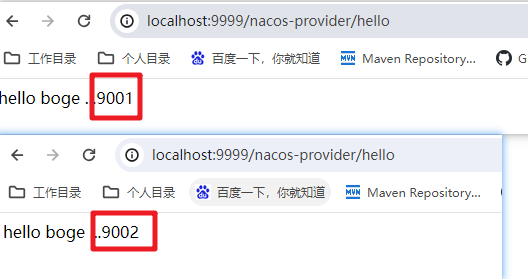 localhost:9999/nacos-provider/hello
工作目录 个人目录 百度一下，你就知道 Maven Repository... G
hello boge ...9001
localhost:9999/nacos-provider/hello
工作目录 个人目录 百度一下，你就知道 Maven Repository...
hello boge ...9002